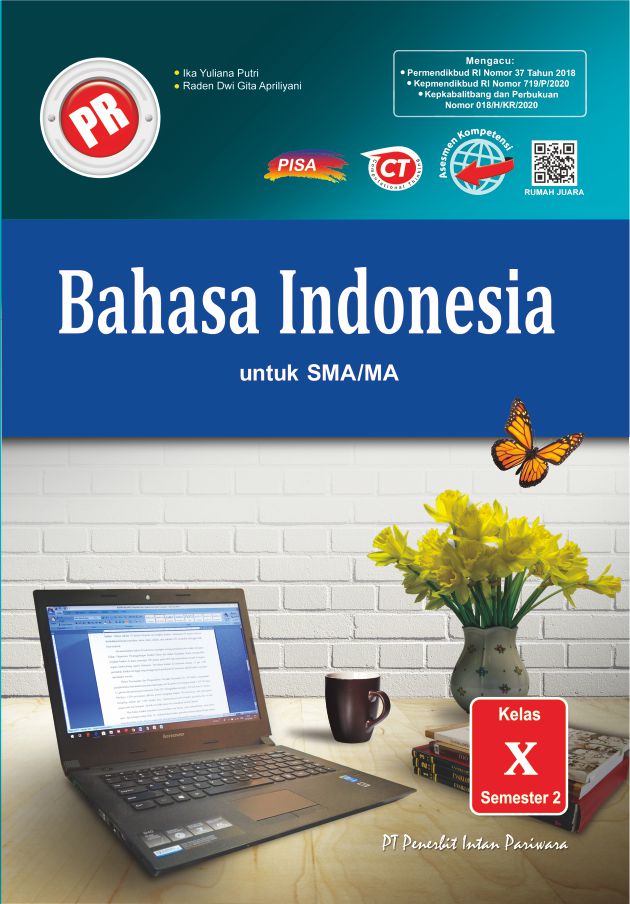 PR
• Ika Yuliana Putri
• Raden Dwi Gita Apriliyani
Mengacu:
• Permendikbud RI Nomor 37 Tahun 2018
• Kepmendikbud RI Nomor 719/P/2020
• Kepkabalitbang dan Perbukuan
Nomor 018/H/KR/2020
PISA
CT
Computational Thinking
Asesmen Kompetensi
RUMAH JUARA
Bahasa Indonesia
untuk SMA/MA
lenovo
Kelas
X
Semester 2
PT Penerbit Intan Pariwara